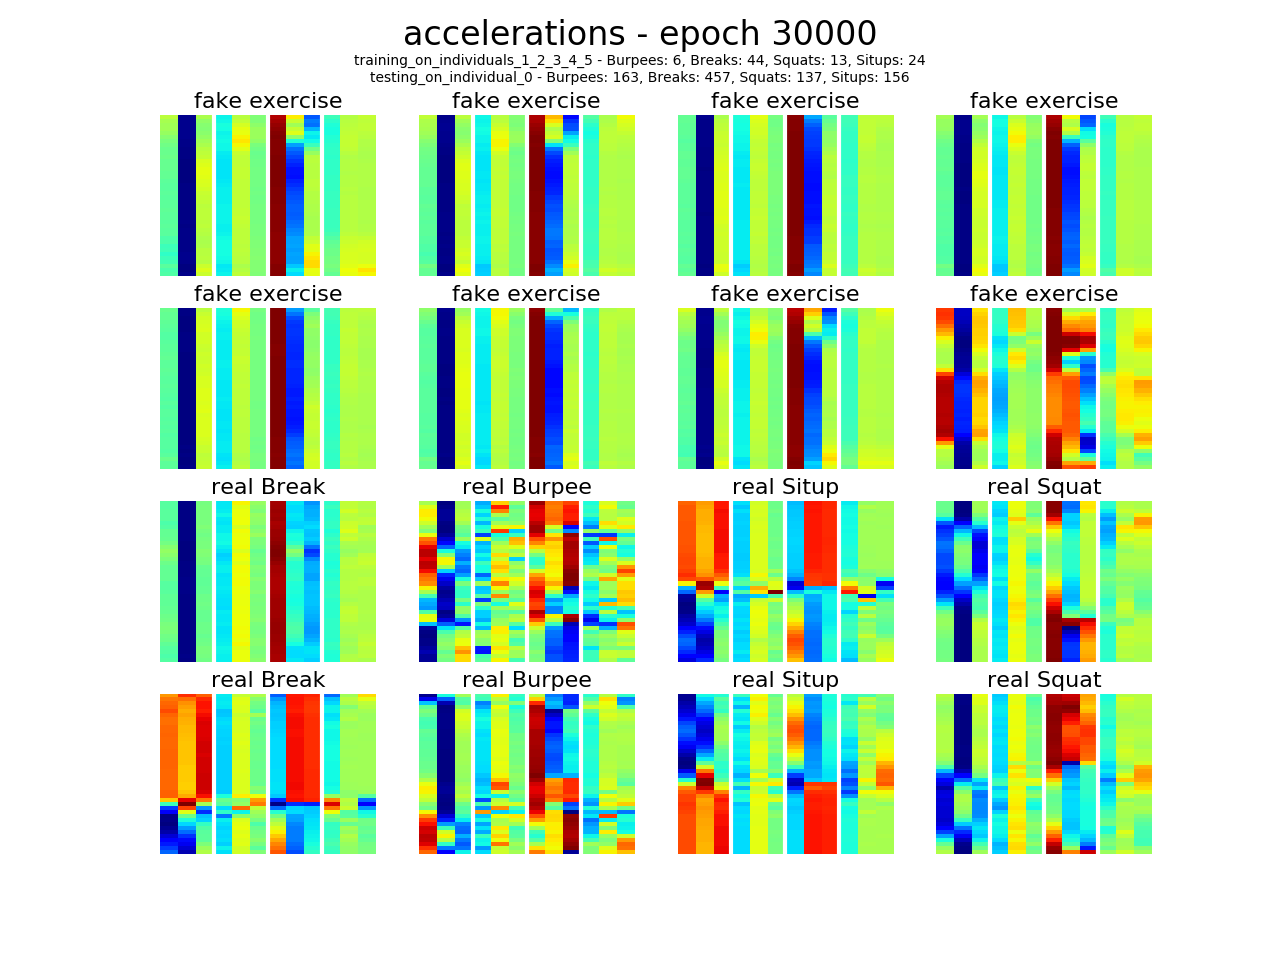 accelerations - epoch 30000
training_on_individuals_1_2_3_4_5 - Burpees: 6, Breaks: 44, Squats: 13, Situps: 24
testing_on_individual_0 - Burpees: 163, Breaks: 457, Squats: 137, Situps: 156
fake exercise fake exercise fake exercise fake exercise
fake exercise fake exercise fake exercise fake exercise
real Break real Burpee real Situp real Squat
real Break real Burpee real Situp real Squat